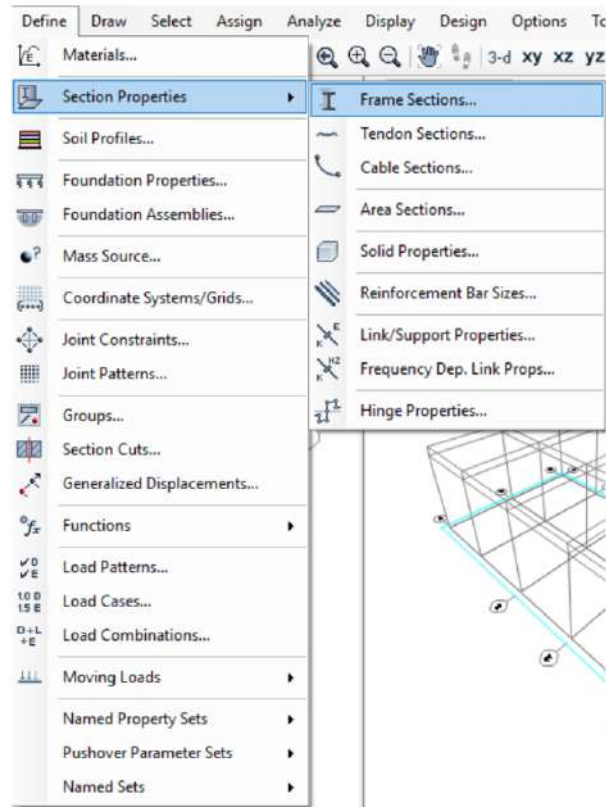 Define Draw Select Assign Analyze Display Design Options
Materials...
3-d xy xz yz
Section Properties
Frame Sections...
Soil Profiles...
Tendon Sections...
Cable Sections...
Foundation Properties...
Foundation Assemblies...
Area Sections...
Mass Source...
Solid Properties...
Coordinate Systems/Grids...
Reinforcement Bar Sizes...
Joint Constraints...
Link/Support Properties...
Joint Patterns...
Frequency Dep. Link Props...
Groups...
Hinge Properties...
Section Cuts...
Generalized Displacements...
Functions
Load Patterns...
Load Cases...
Load Combinations...
Moving Loads
Named Property Sets
Pushover Parameter Sets
Named Sets